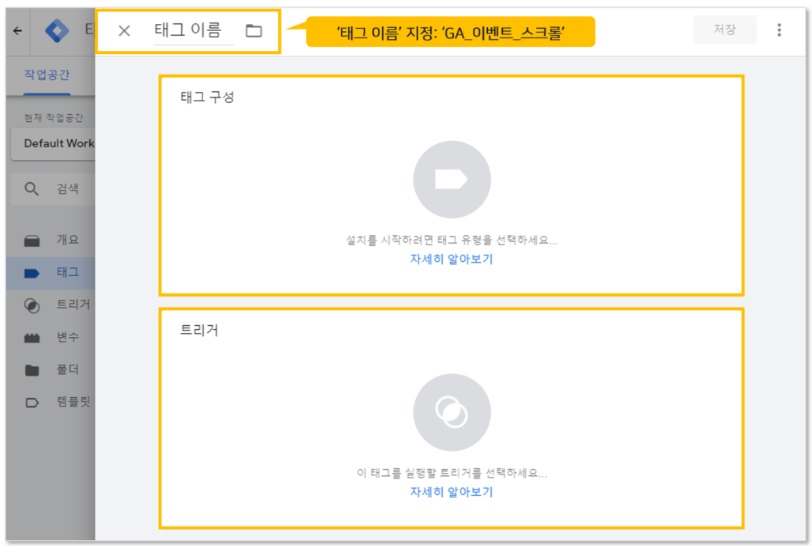 태그 이름
'태그 이름' 지정: 'GA_이벤트_스크롤'
저장
작업공간
현재 작업공간
Default Work
검색
개요
태그
트리거
변수
폴더
템플릿
태그 구성
설치를 시작하려면 태그 유형을 선택하세요...
자세히 알아보기
트리거
이 태그를 실행할 트리거를 선택하세요...
자세히 알아보기